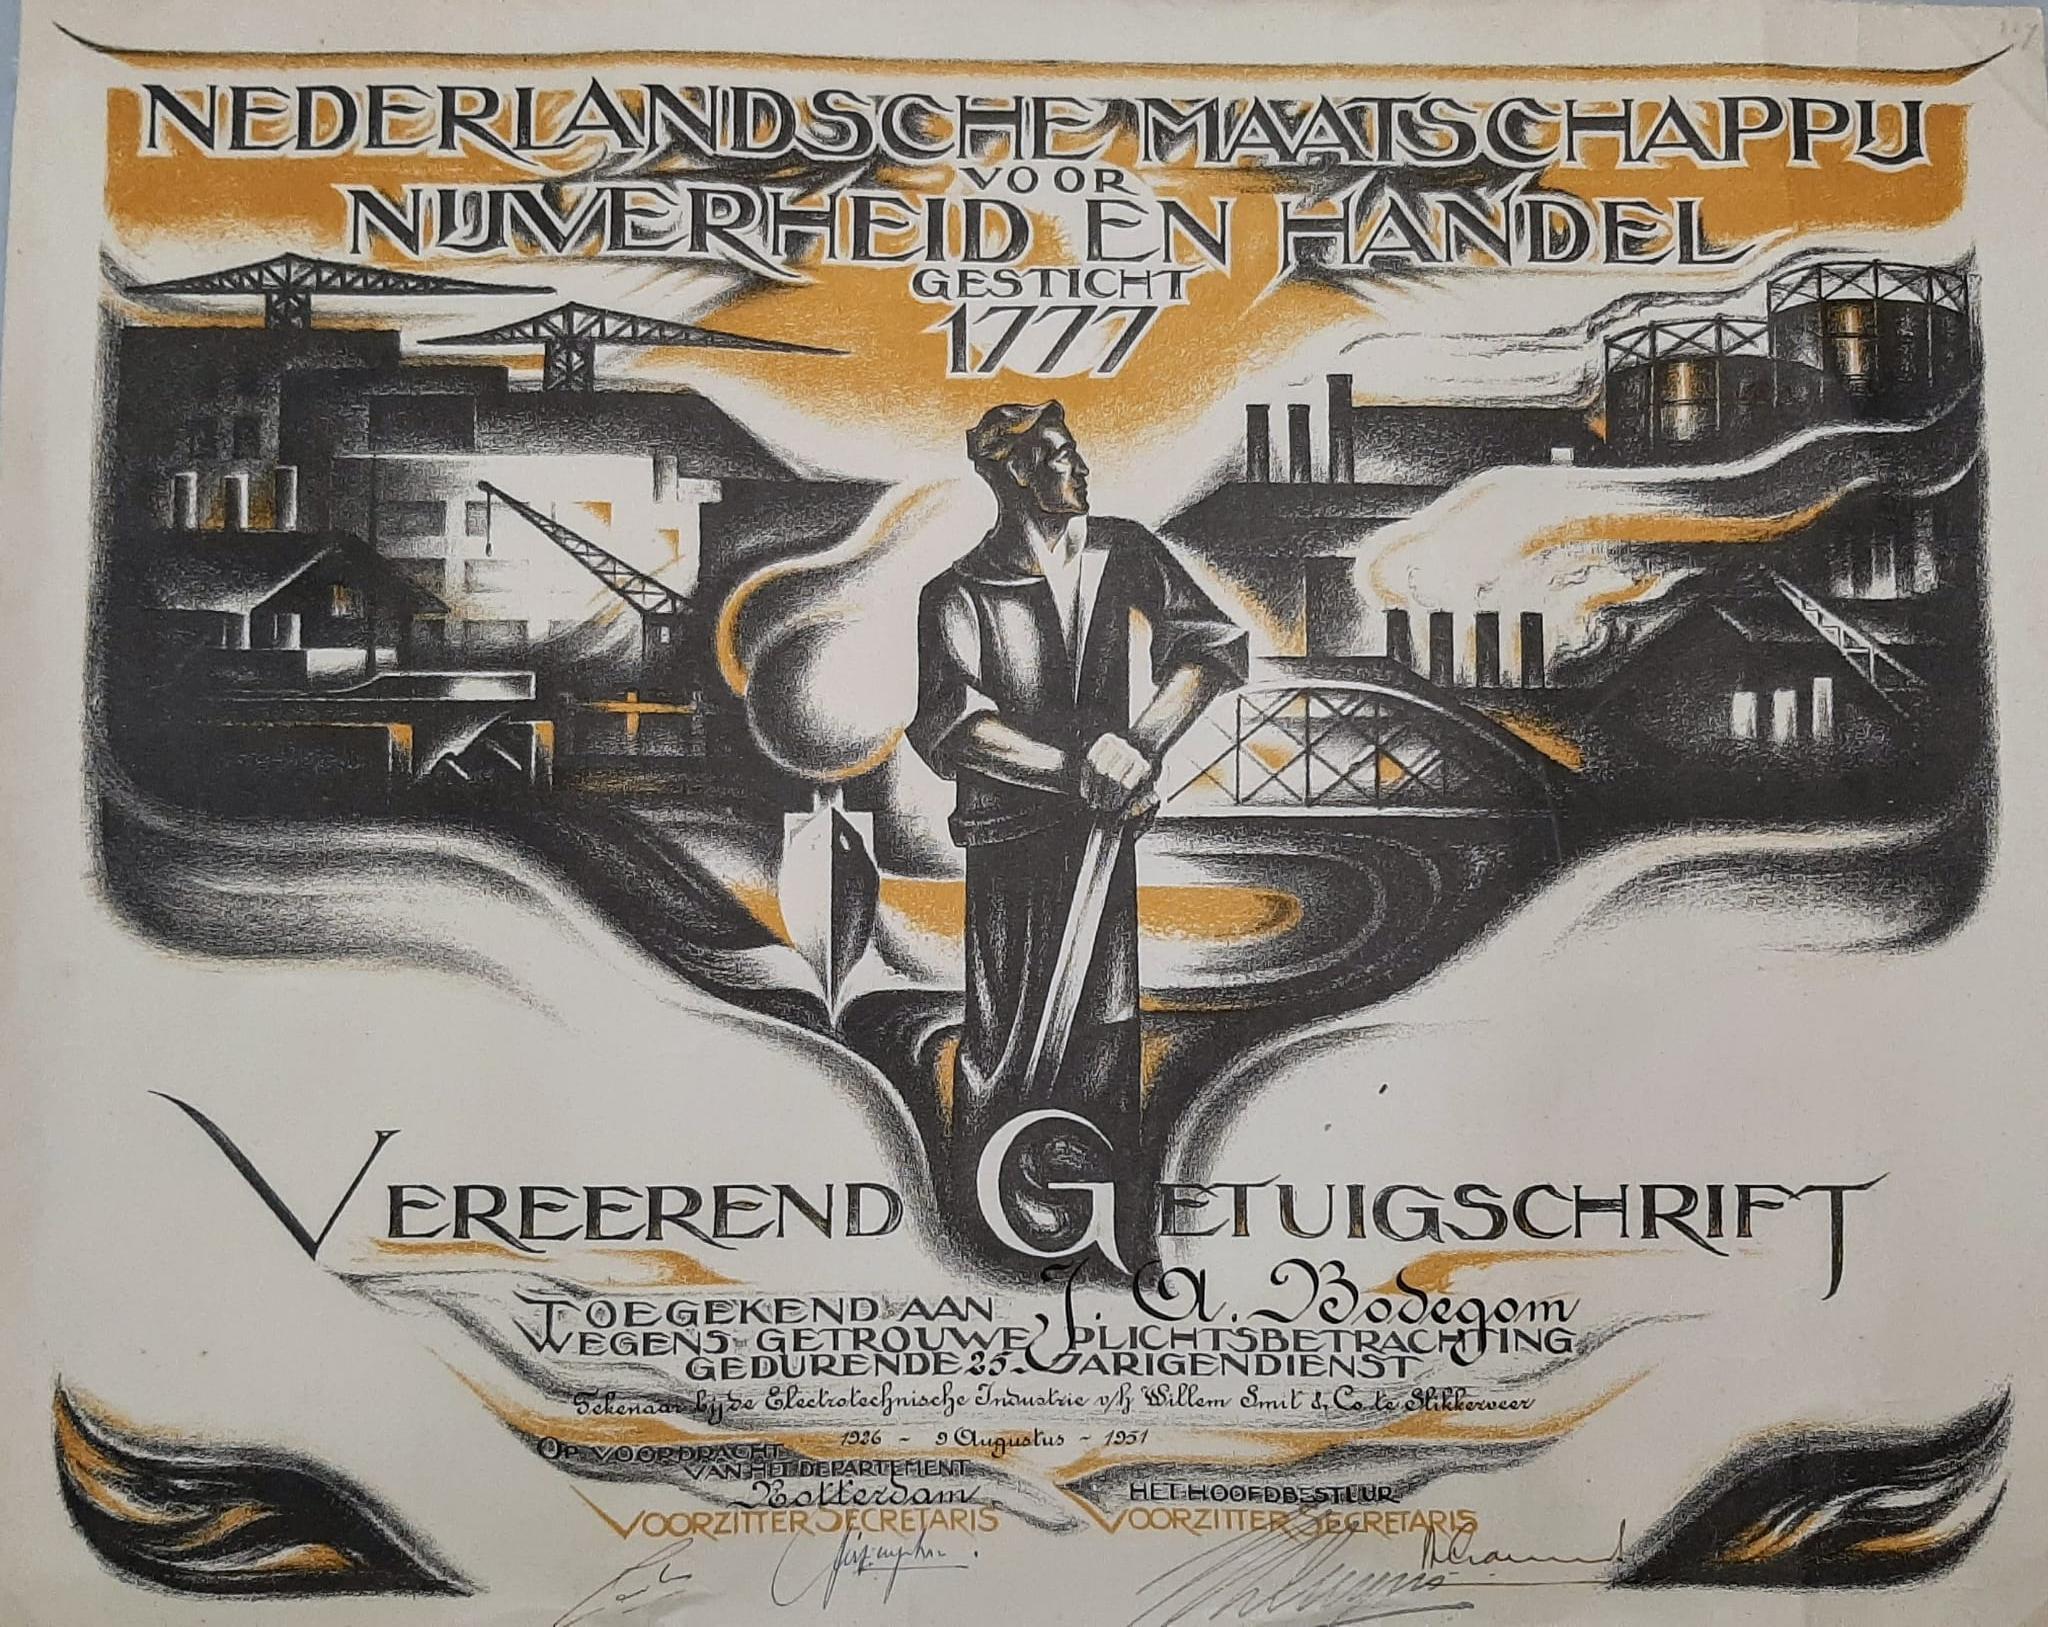 NEDERLANDSCHE MAATSCHAPPIJ
VOOR
NIJVERHEID EN HANDEL
GESTICHT
1777
VEREEREND GETUIGSCHRIFT
TOEGEKEND AAN J. A. Bodegom
WEGENS GETROUWE PLICHTSBETRACHTING
GEDURENDE 25-JARIGEN DIENST
Tekenaar bij de Electrotechnische Industrie v/h Willem Smit & Co. te Slikkerveer
1926 - 9 Augustus - 1951
OP VOORDRACHT
VAN HET DEPARTEMENT
Rotterdam
HET HOOFDBESTUUR
VOORZITTER SECRETARIS
VOORZITTER SECRETARIS